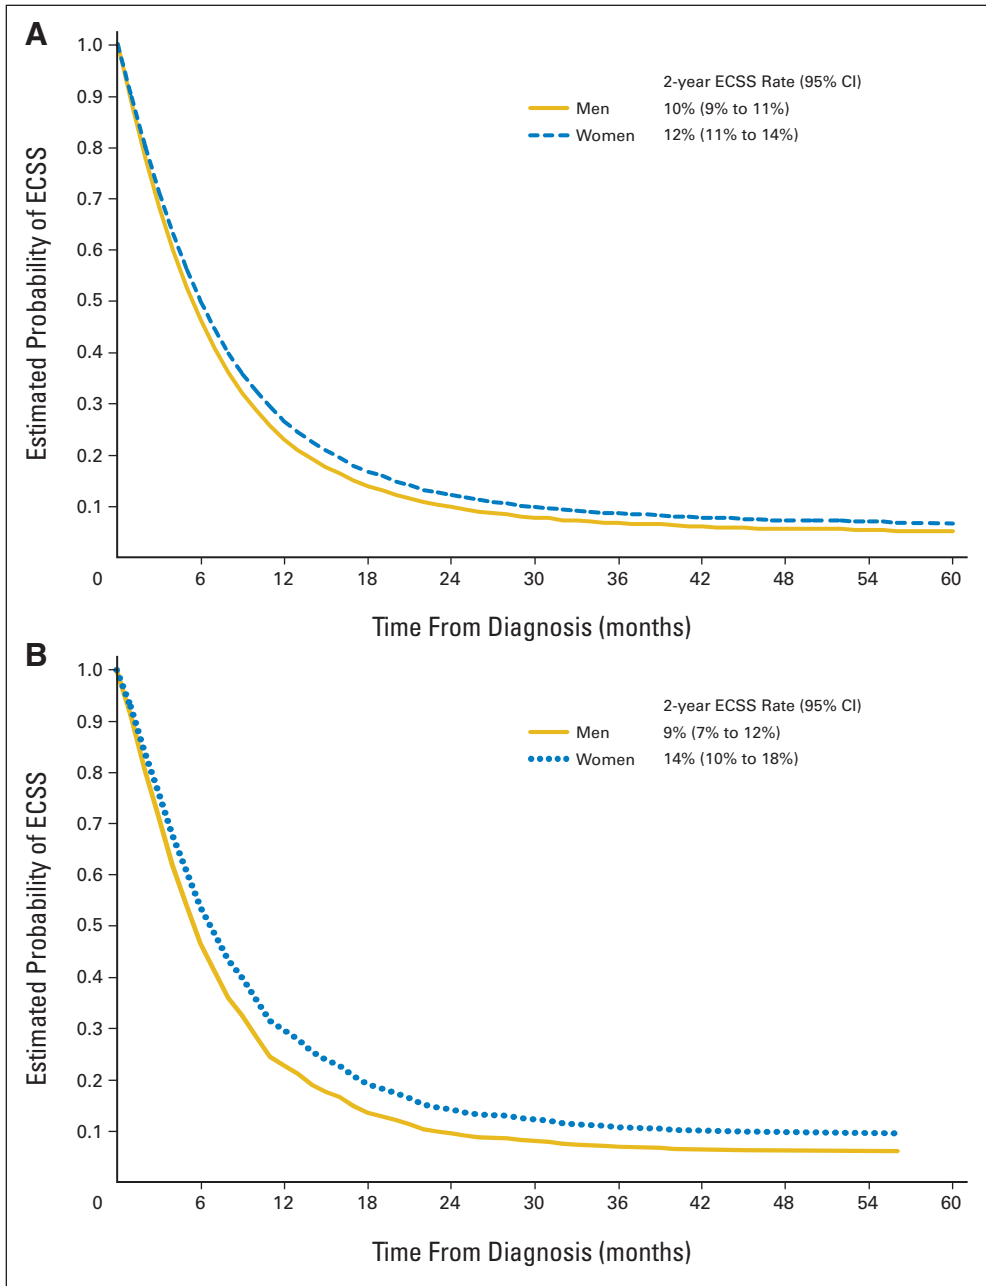 A
Estimated Probability of ECSS
1.0
0.9
0.8
0.7
0.6
0.5
0.4
0.3
0.2
0.1
2-year ECSS Rate (95% CI)
Men 10% (9% to 11%)
Women 12% (11% to 14%)
0 6 12 18 24 30 36 42 48 54 60
Time From Diagnosis (months)
B
Estimated Probability of ECSS
1.0
0.9
0.8
0.7
0.6
0.5
0.4
0.3
0.2
0.1
2-year ECSS Rate (95% CI)
Men 9% (7% to 12%)
Women 14% (10% to 18%)
0 6 12 18 24 30 36 42 48 54 60
Time From Diagnosis (months)